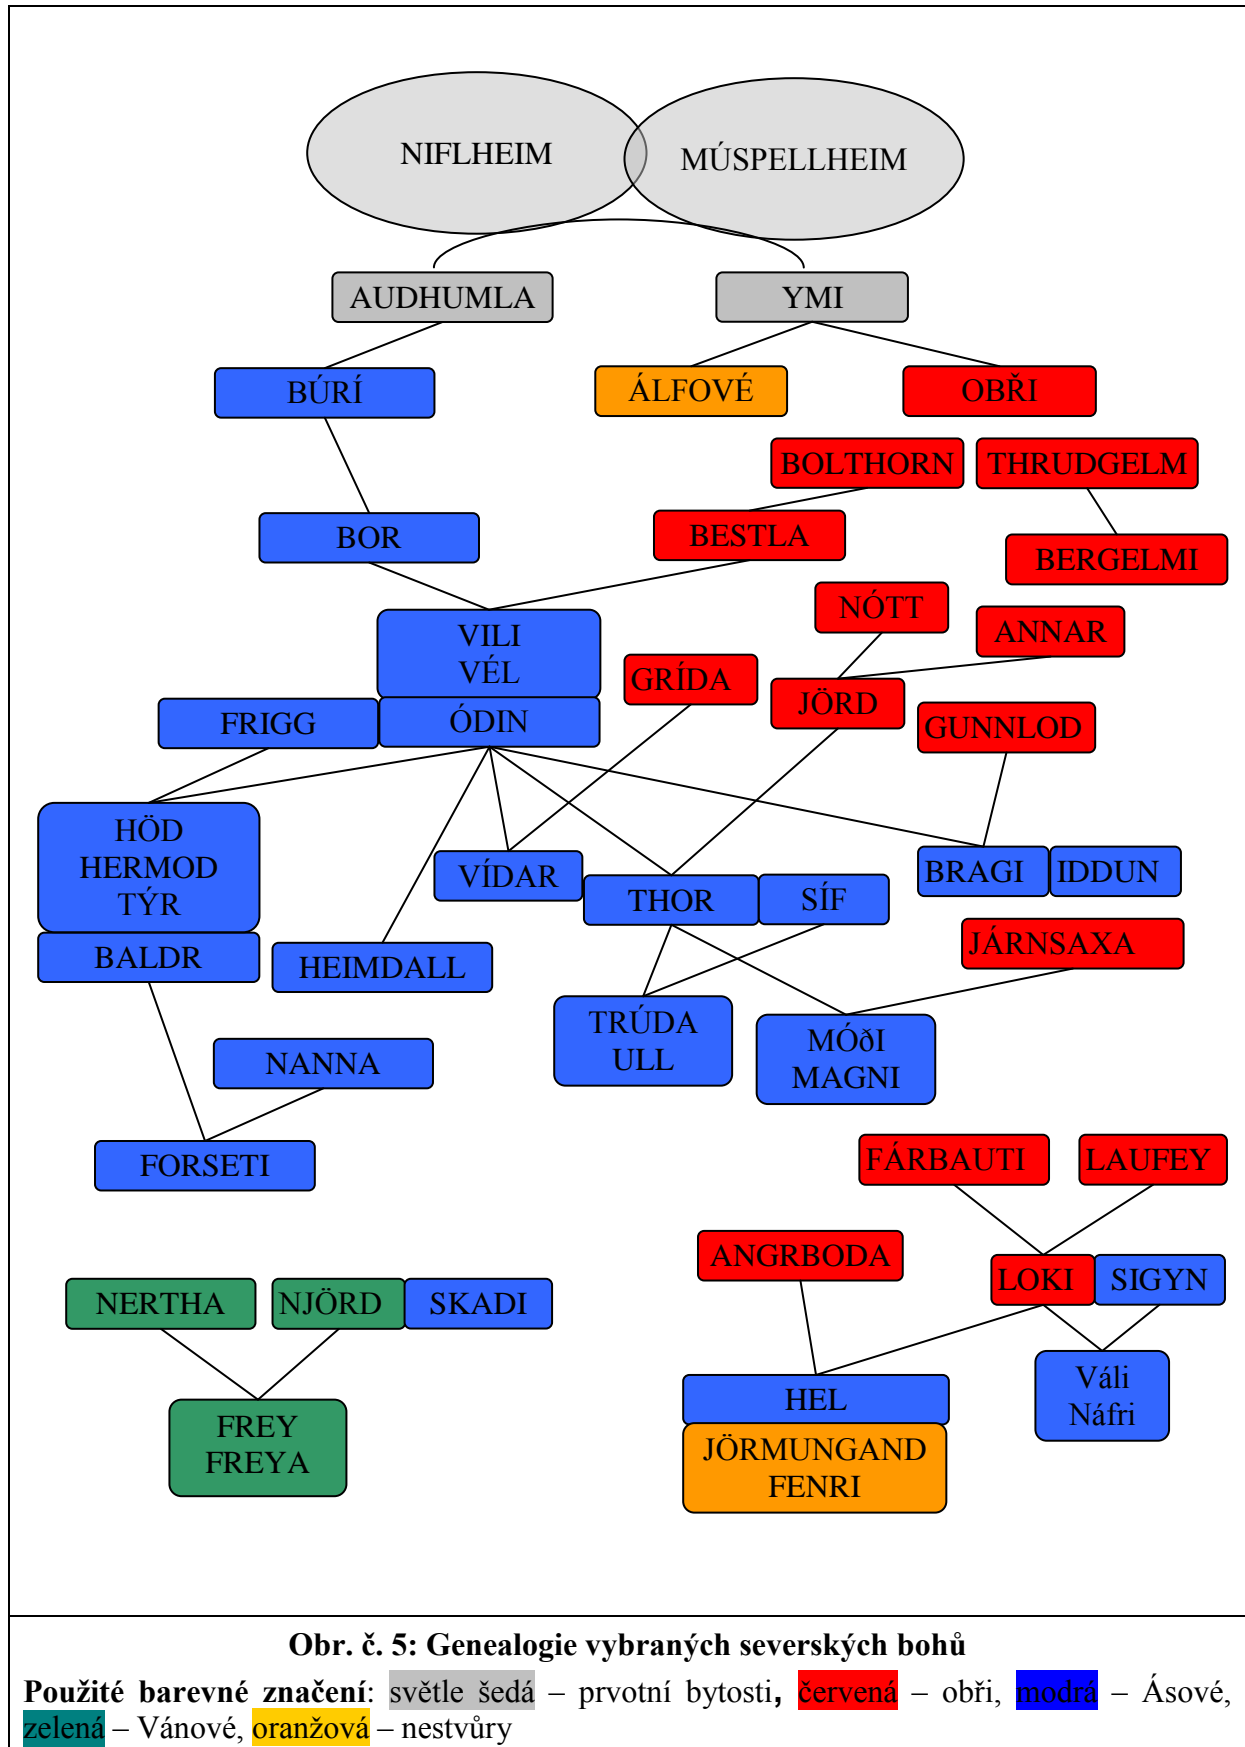 NIFLHEIM
MÚSPELLHEIM
AUDHUMLA
YMI
BÚRÍ
ÁLFOVÉ
OBŘI
BOLTHORN
THRUDGELM
BOR
BESTLA
BERGELMI
NÓTT
ANNAR
VILI
VÉL
GRÍDA
JÖRD
FRIGG
ÓDIN
GUNNLOD
HÖD
HERMOD
TÝR
BALDR
HEIMDALL
VÍDAR
THOR
SÍF
BRAGI
IDDUN
JÁRNSAXA
TRÚDA
ULL
MÓðI
MAGNI
NANNA
FORSETI
FÁRBAUTI
LAUFEY
ANGRBODA
LOKI
SIGYN
NERTHA
NJÖRD
SKADI
HEL
JÖRMUNGAND
FENRI
Váli
Náfri
FREY
FREYA
Obr. č. 5: Genealogie vybraných severských bohů
Použité barevné značení: světle šedá – prvotní bytosti, červená – obři, modrá – Ásové,
zelená – Vánové, oranžová – nestvůry